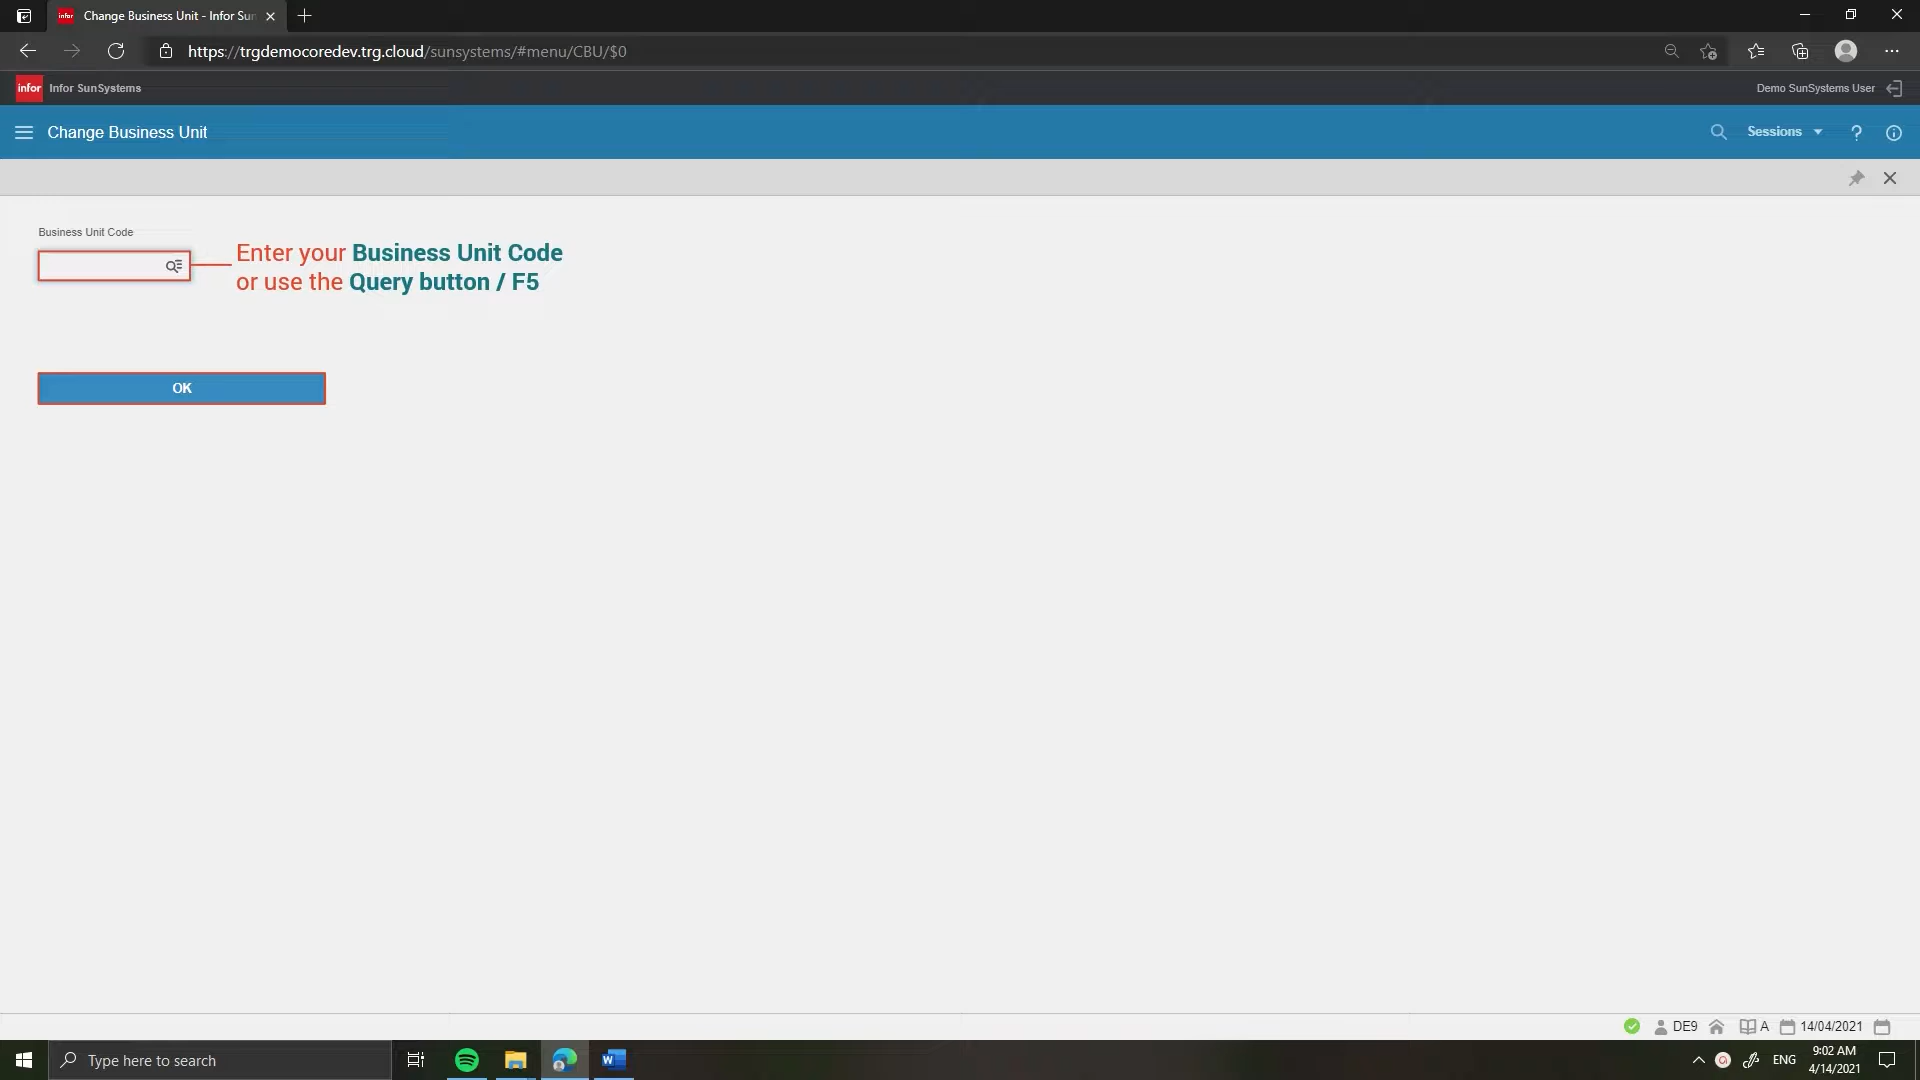 Change Business Unit - Infor Sun
https://trgdemocoredev.trg.cloud/sunsystems/#menu/CBU/$0
infor Infor SunSystems
Demo SunSystems User
Change Business Unit
Sessions
Business Unit Code
Enter your Business Unit Code
or use the Query button / F5
OK
DE9
A
14/04/2021
Type here to search
ENG
9:02 AM
4/14/2021